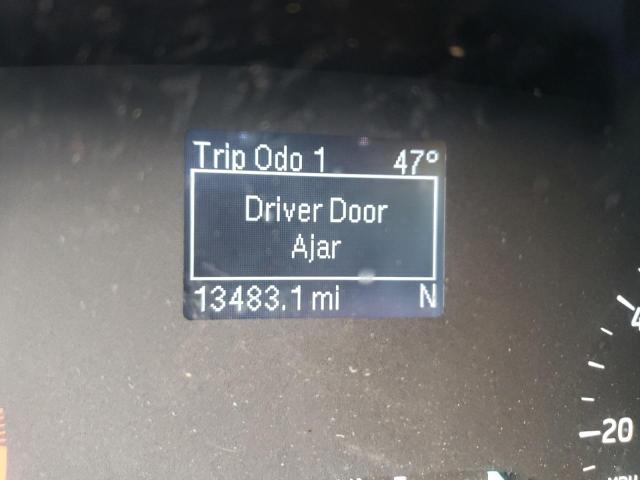 Trip Odo 1 47°
Driver Door
Ajar
13483.1 mi N
20